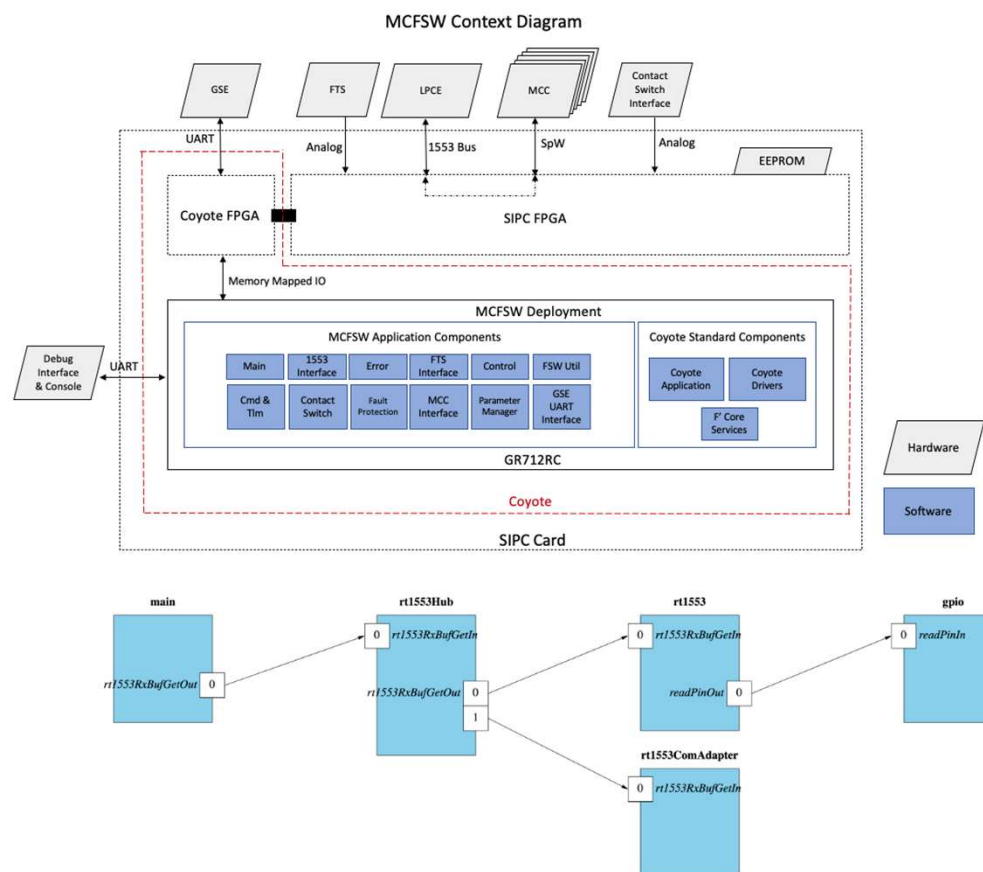 MCFSW Context Diagram
GSE
FTS
LPCE
MCC
Contact
Switch
Interface
UART
Analog
1553 Bus
SpW
Analog
EEPROM
Coyote FPGA
SIPC FPGA
Memory Mapped IO
MCFSW Deployment
MCFSW Application Components
Coyote Standard Components
Main
1553
Interface
Error
FTS
Interface
Control
FSW Util
Cmd &
Tlm
Contact
Switch
Fault
Protection
MCC
Interface
Parameter
Manager
GSE
UART
Interface
Coyote
Application
Coyote
Drivers
F' Core
Services
Debug
Interface
& Console
UART
GR712RC
Coyote
SIPC Card
Hardware
Software
main
rt1553Hub
rt1553
gpio
0
rt1553RxBufGetIn
0
rt1553RxBufGetIn
0
readPinIn
rt1553RxBufGetOut
0
rt1553RxBufGetOut
0
1
readPinOut
0
rt1553ComAdapter
0
rt1553RxBufGetIn